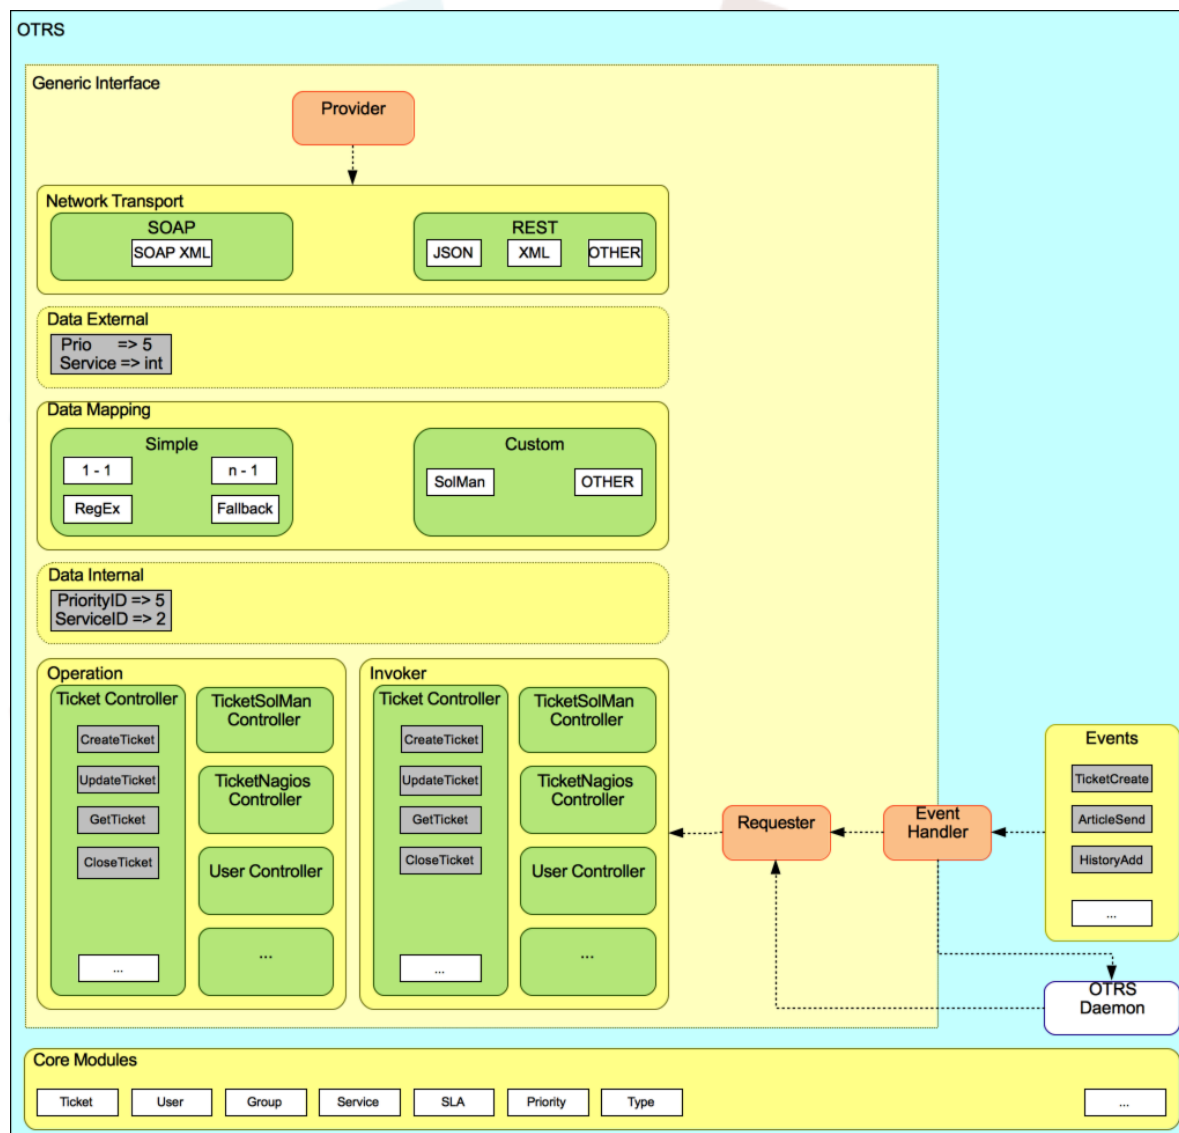 OTRS
Generic Interface
Provider
Network Transport
SOAP
SOAP XML
REST
JSON
XML
OTHER
Data External
Prio => 5
Service => int
Data Mapping
Simple
1 - 1
n - 1
RegEx
Fallback
Custom
SolMan
OTHER
Data Internal
PriorityID => 5
ServiceID => 2
Operation
Ticket Controller
CreateTicket
UpdateTicket
GetTicket
CloseTicket
...
TicketSolMan
Controller
TicketNagios
Controller
User Controller
...
Invoker
Ticket Controller
CreateTicket
UpdateTicket
GetTicket
CloseTicket
...
TicketSolMan
Controller
TicketNagios
Controller
User Controller
...
Requester
Event
Handler
Events
TicketCreate
ArticleSend
HistoryAdd
...
OTRS
Daemon
Core Modules
Ticket
User
Group
Service
SLA
Priority
Type
...